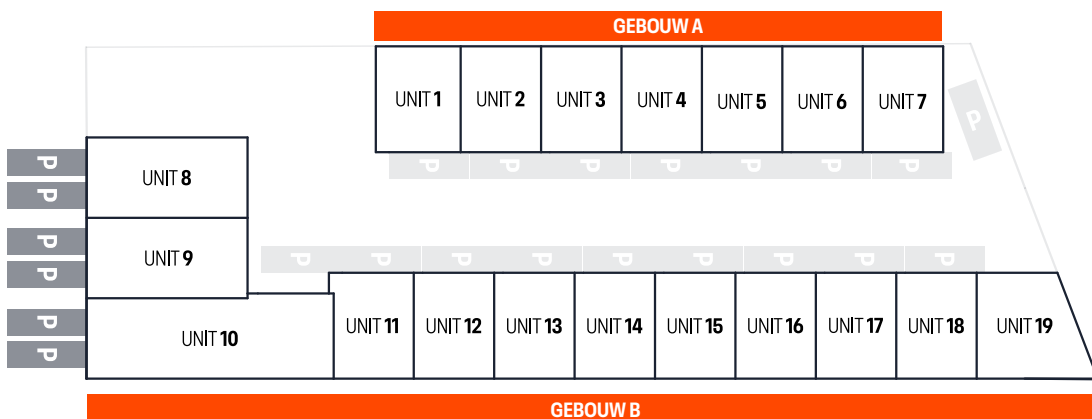 GEBOUW A
UNIT 1
UNIT 2
UNIT 3
UNIT 4
UNIT 5
UNIT 6
UNIT 7
P
P
P
P
P
P
P
P
P
P
UNIT 8
P
P
UNIT 9
P
P
P
P
P
P
P
P
P
P
P
P
P
UNIT 10
UNIT 11
UNIT 12
UNIT 13
UNIT 14
UNIT 15
UNIT 16
UNIT 17
UNIT 18
UNIT 19
GEBOUW B